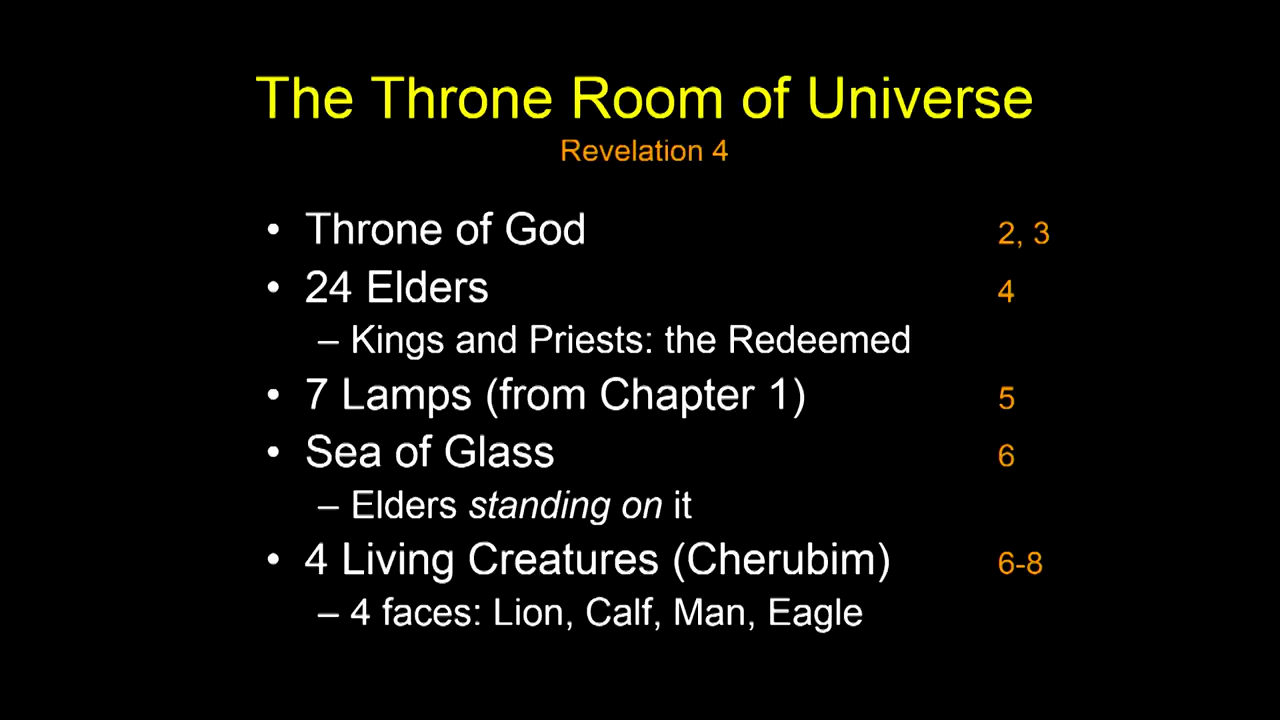 The Throne Room of Universe
Revelation 4
• Throne of God 2, 3
• 24 Elders 4
– Kings and Priests: the Redeemed
• 7 Lamps (from Chapter 1) 5
• Sea of Glass 6
– Elders standing on it
• 4 Living Creatures (Cherubim) 6-8
– 4 faces: Lion, Calf, Man, Eagle